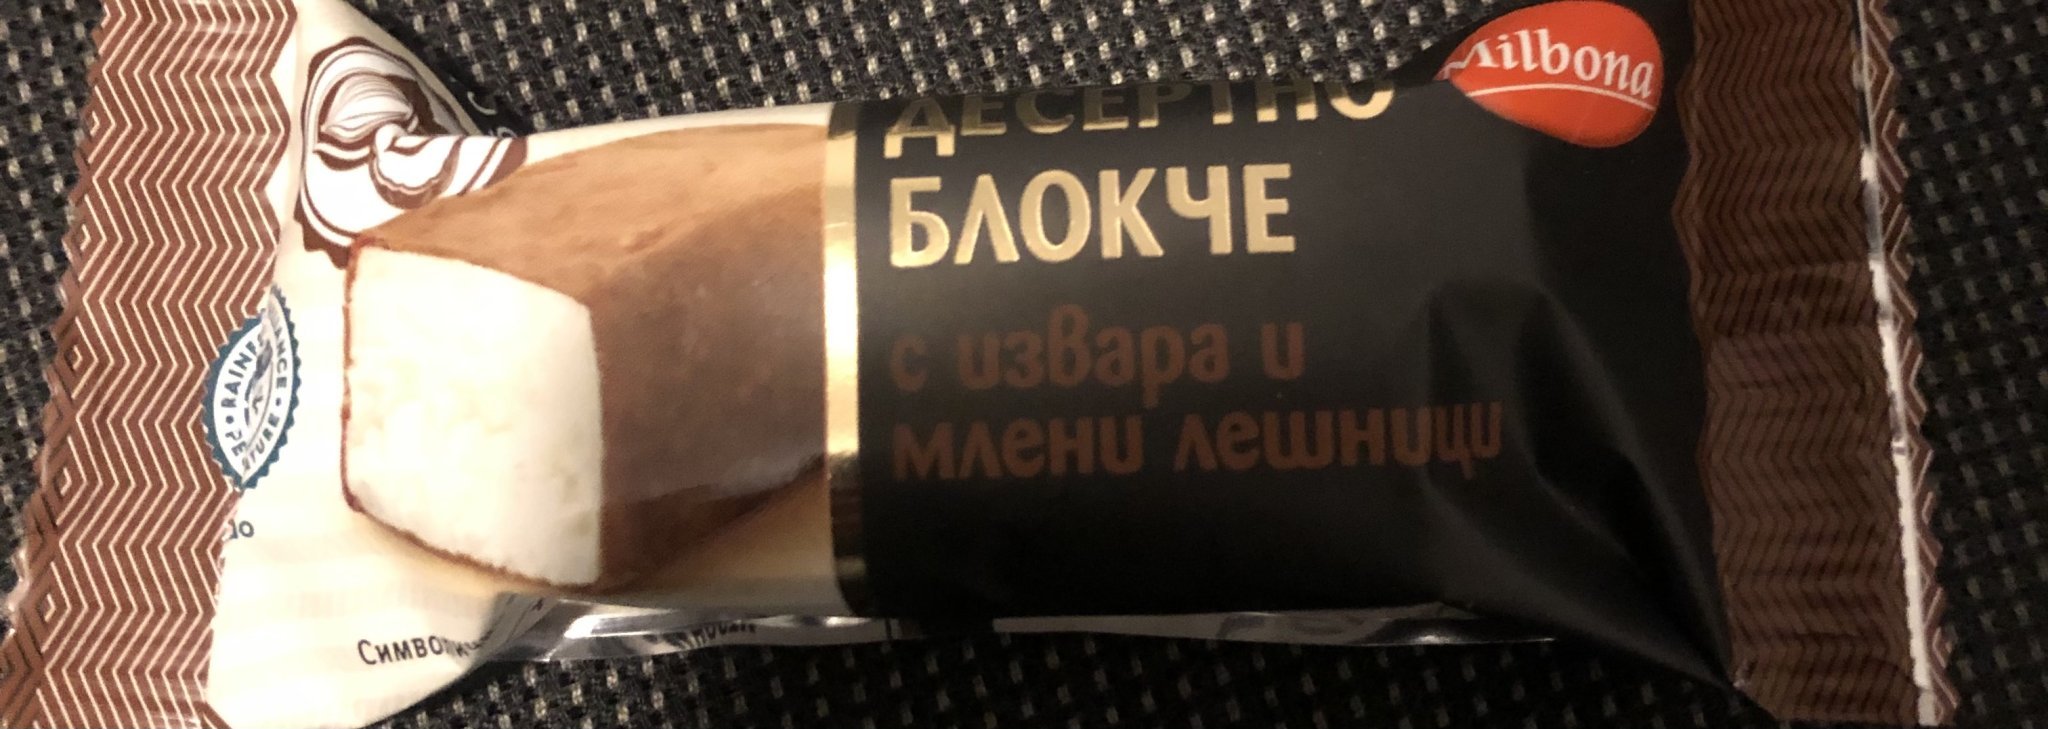 Milbona
ДЕСЕРТНО
БЛОКЧЕ
с извара и
млени лешници